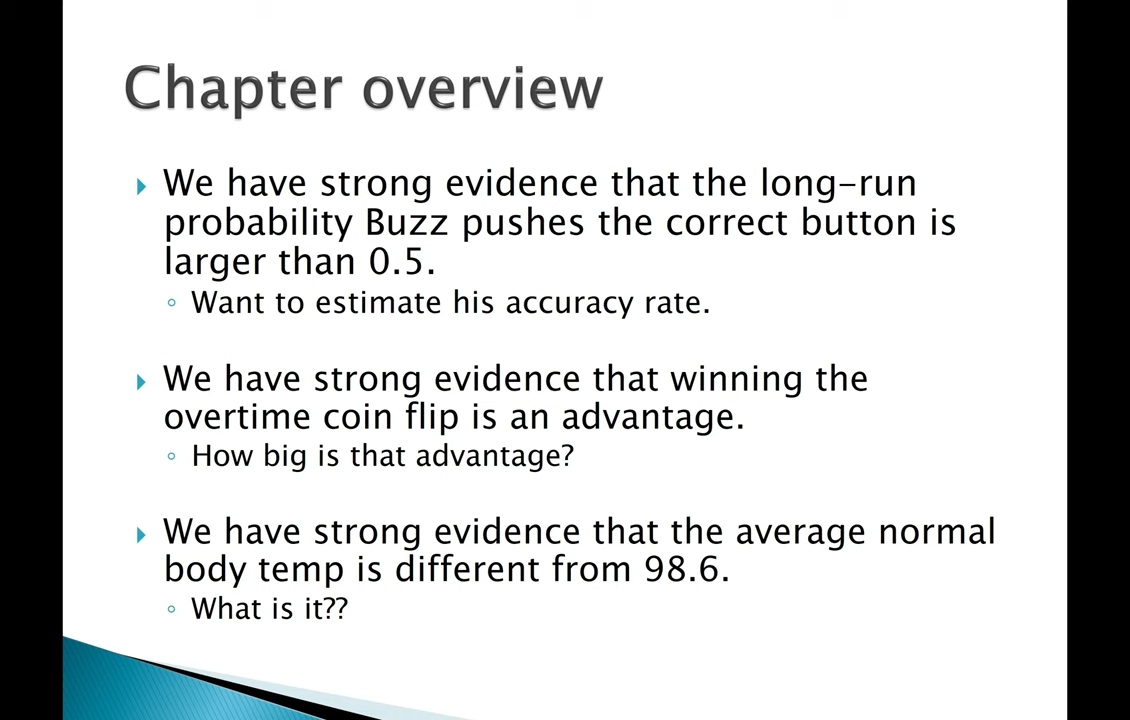 Chapter overview
We have strong evidence that the long-run
probability Buzz pushes the correct button is
larger than 0.5.
Want to estimate his accuracy rate.
We have strong evidence that winning the
overtime coin flip is an advantage.
How big is that advantage?
We have strong evidence that the average normal
body temp is different from 98.6.
What is it??